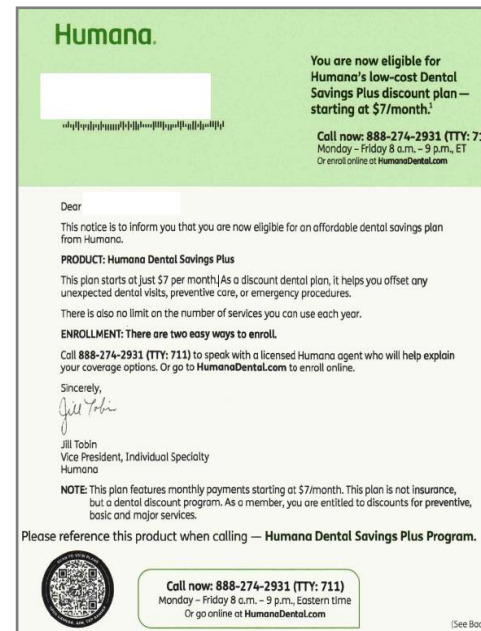 Humana.
You are now eligible for
Humana's low-cost Dental
Savings Plus discount plan —
starting at $7/month.¹
Call now: 888-274-2931 (TTY: 71
Monday – Friday 8 a.m. – 9 p.m., ET
Or enroll online at HumanaDental.com
Dear
This notice is to inform you that you are now eligible for an affordable dental savings plan
from Humana.
PRODUCT: Humana Dental Savings Plus
This plan starts at just $7 per month. As a discount dental plan, it helps you offset any
unexpected dental visits, preventive care, or emergency procedures.
There is also no limit on the number of services you can use each year.
ENROLLMENT: There are two easy ways to enroll.
Call 888-274-2931 (TTY: 711) to speak with a licensed Humana agent who will help explain
your coverage options. Or go to HumanaDental.com to enroll online.
Sincerely,
Jill Tobin
Jill Tobin
Vice President, Individual Specialty
Humana
NOTE: This plan features monthly payments starting at $7/month. This plan is not insurance,
but a dental discount program. As a member, you are entitled to discounts for preventive,
basic and major services.
Please reference this product when calling — Humana Dental Savings Plus Program.
Call now: 888-274-2931 (TTY: 711)
Monday – Friday 8 a.m. – 9 p.m., Eastern time
Or go online at HumanaDental.com
(See Bac